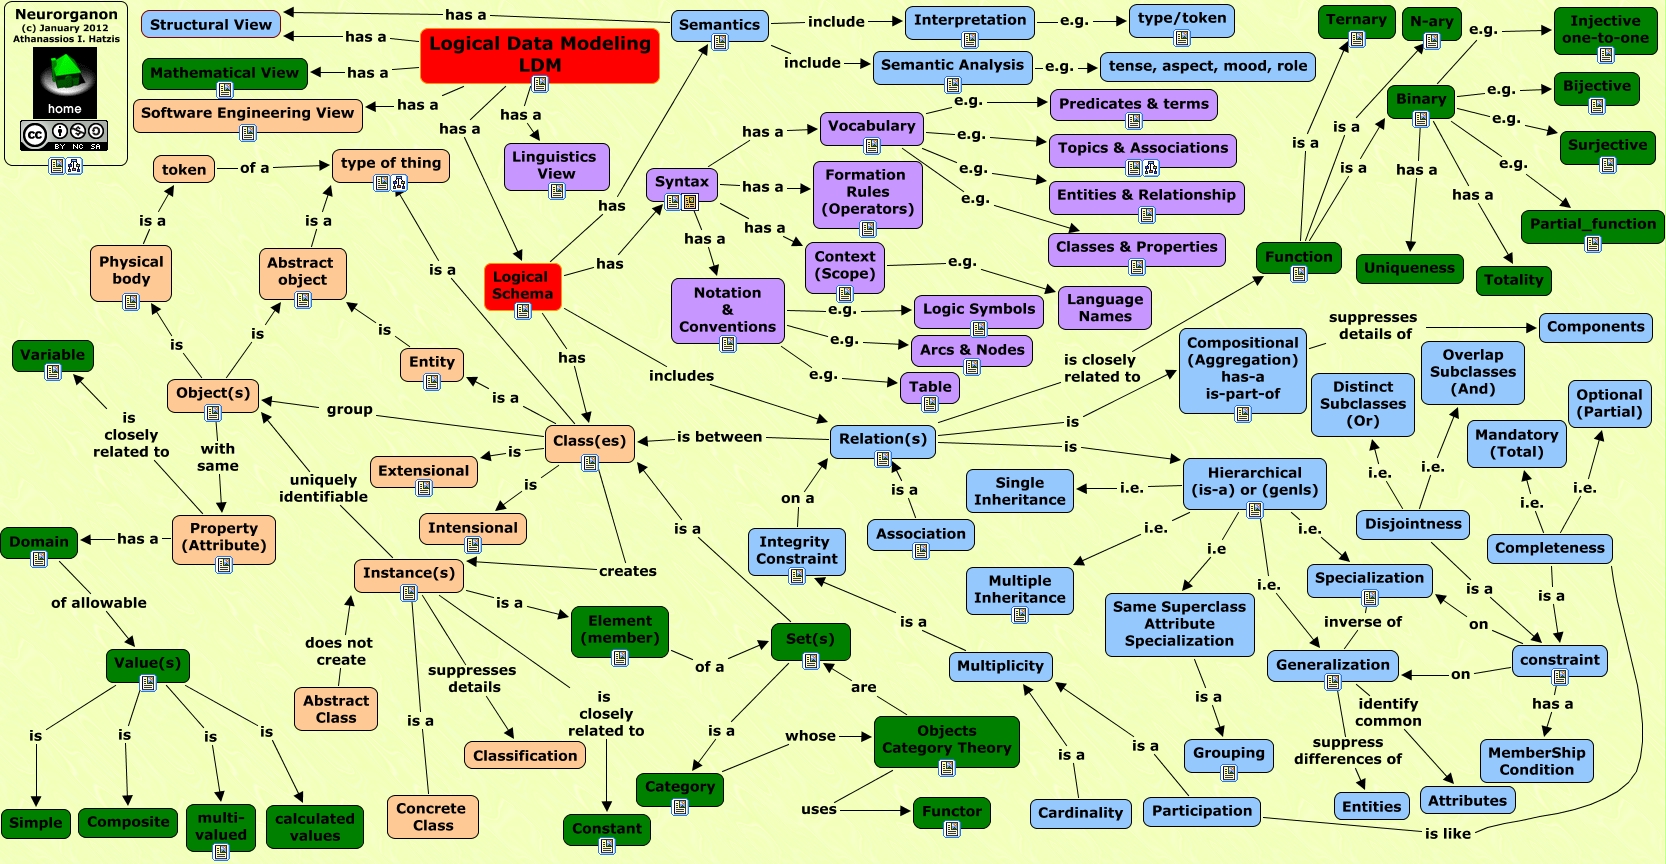 Neurorganon
(c) January 2012
Athanassios I. Hatzis
home
cc
BY NC SA
Structural View
has a
has a
Mathematical View
has a
Software Engineering View
has a
Logical Data Modeling
LDM
has a
has a
Linguistics
View
Semantics
include
Interpretation
e.g.
type/token
include
Semantic Analysis
e.g.
tense, aspect, mood, role
token
of a
type of thing
is a
is a
is a
Physical
body
Abstract
object
is
is
is
Entity
Object(s)
Logical
Schema
has
has
has
includes
Syntax
has a
Vocabulary
e.g.
Predicates & terms
e.g.
Topics & Associations
e.g.
Entities & Relationship
e.g.
Classes & Properties
has a
Formation
Rules
(Operators)
has a
Context
(Scope)
e.g.
Language
Names
has a
Notation
&
Conventions
e.g.
Logic Symbols
e.g.
Arcs & Nodes
e.g.
Table
Ternary
N-ary
is a
is a
is a
Function
Binary
e.g.
Injective
one-to-one
e.g.
Bijective
e.g.
Surjective
e.g.
Partial_function
has a
Uniqueness
has a
Totality
Variable
is
closely
related to
with
same
Property
(Attribute)
has a
Domain
of allowable
Value(s)
is
is
is
is
Simple
Composite
multi-
valued
calculated
values
group
is a
Class(es)
is
Extensional
is
Intensional
creates
uniquely
identifiable
Instance(s)
does not
create
Abstract
Class
is a
Concrete
Class
suppresses
details
Classification
is
closely
related to
Constant
is a
Element
(member)
of a
Set(s)
is a
is a
Category
whose
Objects
Category Theory
are
uses
Functor
is between
Relation(s)
is closely
related to
is
Compositional
(Aggregation)
has-a
is-part-of
suppresses
details of
Components
is
Hierarchical
(is-a) or (genls)
on a
Integrity
Constraint
is a
Association
is a
Multiplicity
is a
Cardinality
is a
Participation
is like
i.e.
Single
Inheritance
i.e.
Multiple
Inheritance
i.e
Same Superclass
Attribute
Specialization
is a
Grouping
i.e.
Generalization
i.e.
Specialization
inverse of
suppress
differences of
Entities
identify
common
Attributes
Distinct
Subclasses
(Or)
Overlap
Subclasses
(And)
i.e.
i.e.
Disjointness
is a
Mandatory
(Total)
Optional
(Partial)
i.e.
i.e.
Completeness
is a
constraint
on
on
has a
MemberShip
Condition